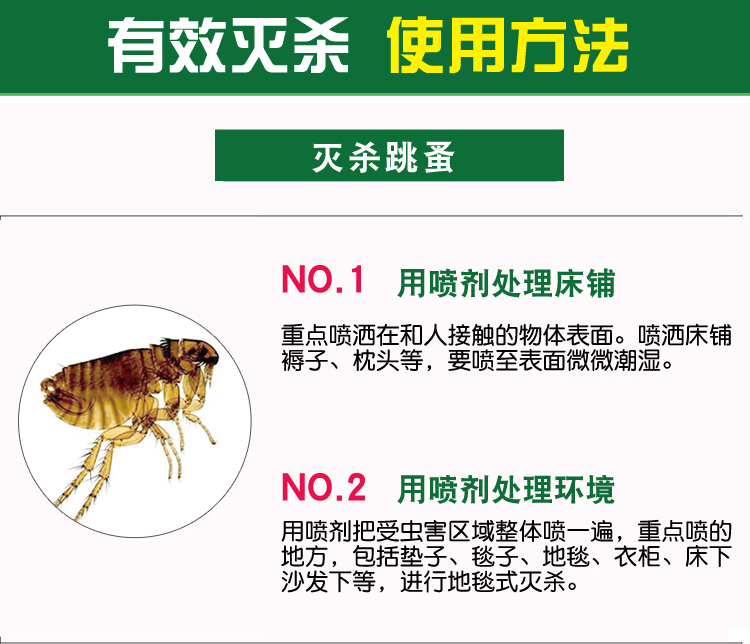 有效灭杀 使用方法
灭杀跳蚤
NO.1 用喷剂处理床铺
重点喷洒在和人接触的物体表面。喷洒床铺
褥子、枕头等，要喷至表面微微潮湿。
NO.2 用喷剂处理环境
用喷剂把受虫害区域整体喷一遍，重点喷的
地方，包括垫子、毯子、地毯、衣柜、床下
沙发下等，进行地毯式灭杀。